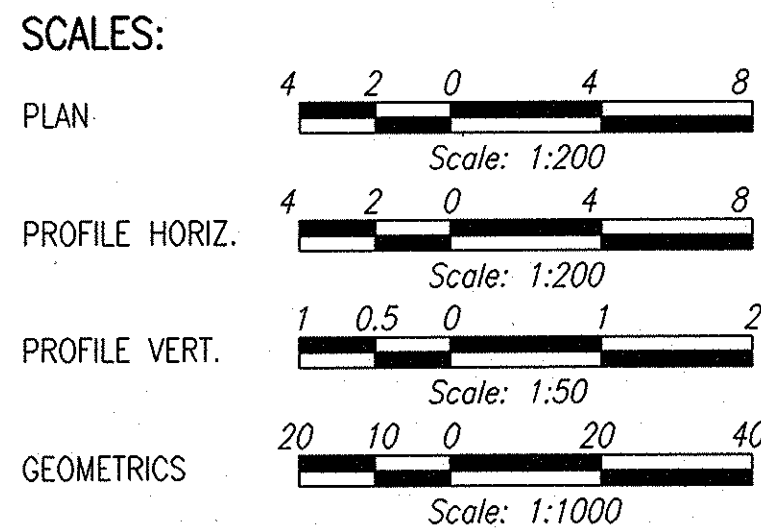 SCALES:
4 2 0 4 8
PLAN
Scale: 1:200
4 2 0 4 8
PROFILE HORIZ.
Scale: 1:200
1 0.5 0 1 2
PROFILE VERT.
Scale: 1:50
20 10 0 20 40
GEOMETRICS
Scale: 1:1000